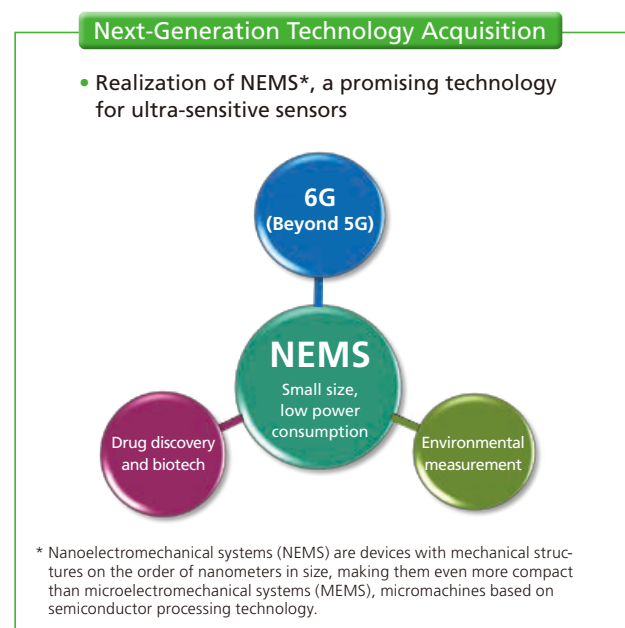 Next-Generation Technology Acquisition
• Realization of NEMS*, a promising technology
for ultra-sensitive sensors
6G
(Beyond 5G)
NEMS
Small size,
low power
consumption
Drug discovery
and biotech
Environmental
measurement
* Nanoelectromechanical systems (NEMS) are devices with mechanical struc-
tures on the order of nanometers in size, making them even more compact
than microelectromechanical systems (MEMS), micromachines based on
semiconductor processing technology.